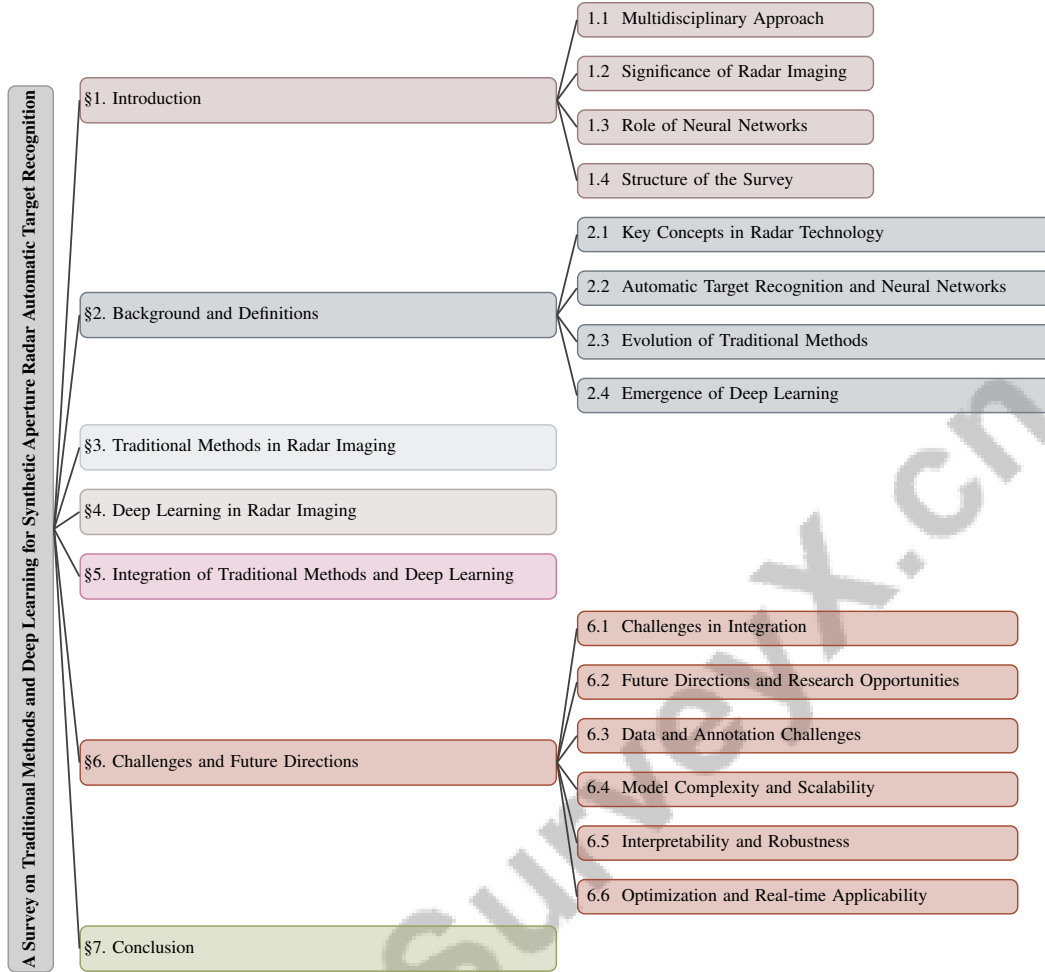 A Survey on Traditional Methods and Deep Learning for Synthetic Aperture Radar Automatic Target Recognition
§1. Introduction
1.1 Multidisciplinary Approach
1.2 Significance of Radar Imaging
1.3 Role of Neural Networks
1.4 Structure of the Survey
§2. Background and Definitions
2.1 Key Concepts in Radar Technology
2.2 Automatic Target Recognition and Neural Networks
2.3 Evolution of Traditional Methods
2.4 Emergence of Deep Learning
§3. Traditional Methods in Radar Imaging
§4. Deep Learning in Radar Imaging
§5. Integration of Traditional Methods and Deep Learning
§6. Challenges and Future Directions
6.1 Challenges in Integration
6.2 Future Directions and Research Opportunities
6.3 Data and Annotation Challenges
6.4 Model Complexity and Scalability
6.5 Interpretability and Robustness
6.6 Optimization and Real-time Applicability
§7. Conclusion
Surveyx.cn